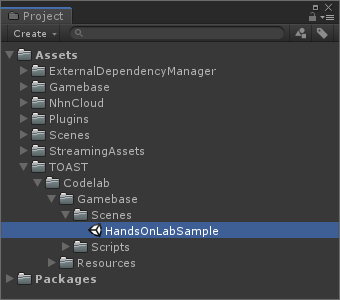 Project
Create
Assets
ExternalDependencyManager
Gamebase
NhnCloud
Plugins
Scenes
StreamingAssets
TOAST
Codelab
Gamebase
Scenes
HandsOnLabSample
Scripts
Resources
Packages